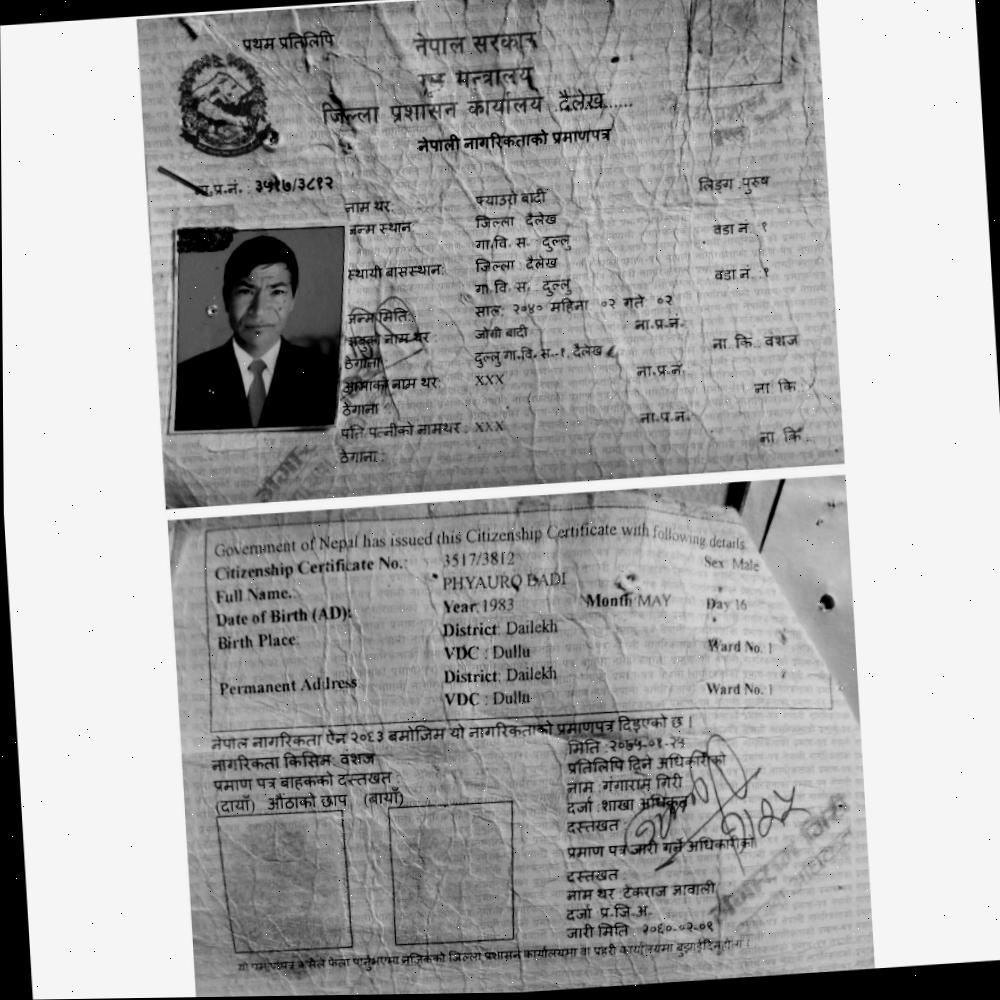 प्रथम प्रतिलिपि
नेपाल सरकार
गृह मन्त्रालय
जिल्ला प्रशासन कार्यालय दैलेख......
नेपाली नागरिकताको प्रमाणपत्र
ना.प्र.नं. : ३५१७/३८१२
लिङ्ग :पुरुष
नाम थर: फ्याउरो बादी
जन्म स्थान: जिल्ला दैलेख
गा.वि.स. दुल्लु वडा नं. १
स्थायी बासस्थान: जिल्ला : दैलेख
गा.वि.स. दुल्लु वडा नं. १
जन्म मिति: साल: २०४० महिना ०२ गते ०२
बाबुको नाम थर : जोगी बादी ना.प्र.नं.
ठेगाना: दुल्लु गा.वि.स.-१, दैलेख ना. कि. वंशज
आमाको नाम थर: XXX ना.प्र.नं.
ठेगाना : ना कि :
पति/पत्नीको नामथर : XXX ना.प्र.नं.
ठेगाना: ना कि :
Government of Nepal has issued this Citizenship Certificate with following details.
Citizenship Certificate No.: 3517/3812 Sex Male
Full Name.: PHYAURO BADI
Date of Birth (AD): Year: 1983 Month MAY Day 16
Birth Place: District: Dailekh
VDC : Dullu Ward No. 1
Permanent Address District: Dailekh
VDC : Dullu Ward No. 1
नेपाल नागरिकता ऐन २०६३ बमोजिम यो नागरिकताको प्रमाणपत्र दिइएको छ।
नागरिकता किसिम: वंशज
प्रमाण पत्र बाहकको दस्तखत :
(दायाँ) औंठाको छाप (बायाँ)
मिति : २०७५-०१-२५
प्रतिलिपि दिने अधिकारीको
नाम : गंगाराम गिरी
दर्जा :शाखा अधिकृत
दस्तखत :
प्रमाण पत्र जारी गर्ने अधिकारीको
दस्तखत
नाम थर : टेकराज ज्ञवाली
दर्जा प्र.जि.अ.
जारी मिति : २०६०-०२-०९
यो प्रमाणपत्र कसैले फेला पार्नुभएमा नजिकको जिल्ला प्रशासन कार्यालयमा वा प्रहरी कार्यालयमा बुझाईदिनुहोला।